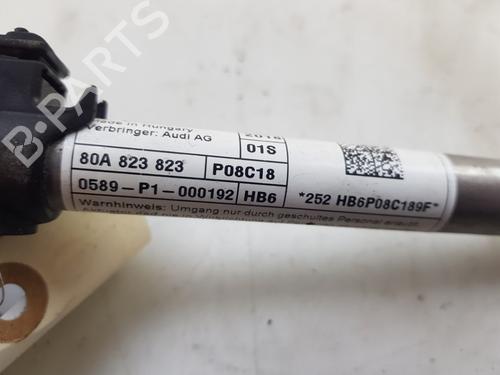 Made in Hungary
Verbringer: Audi AG
2018
01S
80A 823 823
P08C18
0589-P1-000192
HB6
*252 HB6P08C189F*
Warnhinweis: Umgang nur durch geschultes Personal erlaubt
B-PARTS